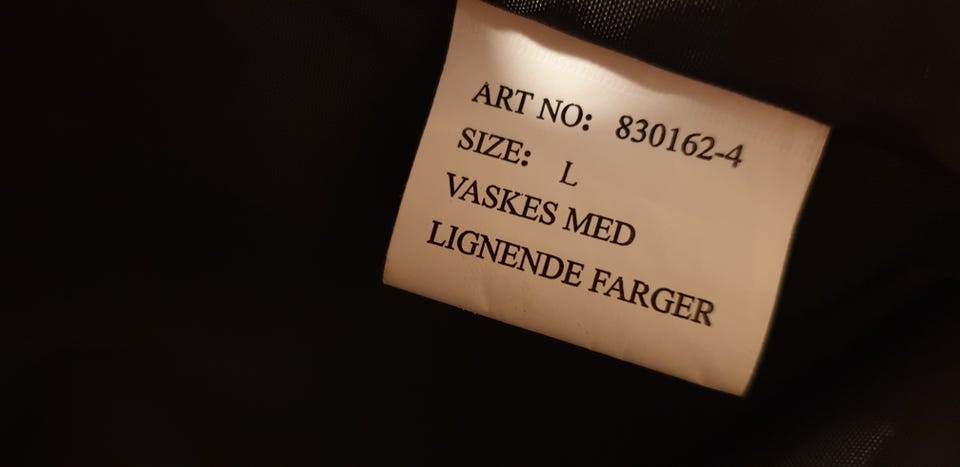 ART NO: 830162-4
SIZE: L
VASKES MED
LIGNENDE FARGER